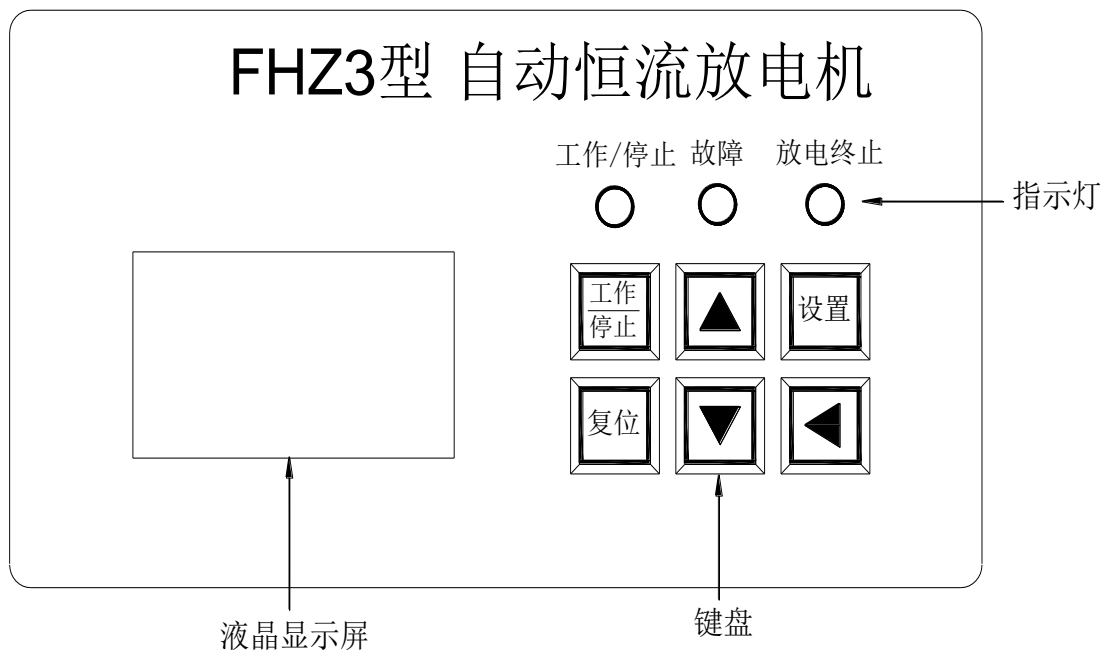 FHZ3型 自动恒流放电机
工作/停止 故障 放电终止
指示灯
工作
停止
设置
复位
液晶显示屏
键盘